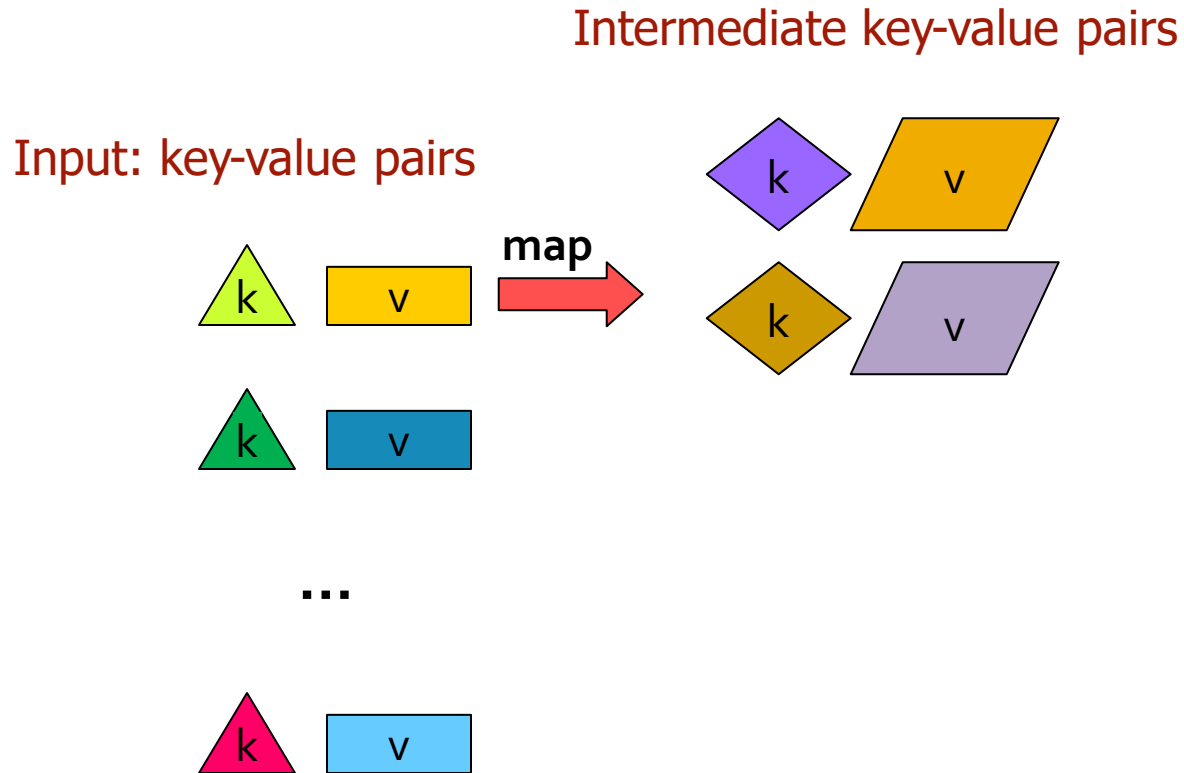 Intermediate key-value pairs
Input: key-value pairs
k v
k v
map
k v
k v
...
k v